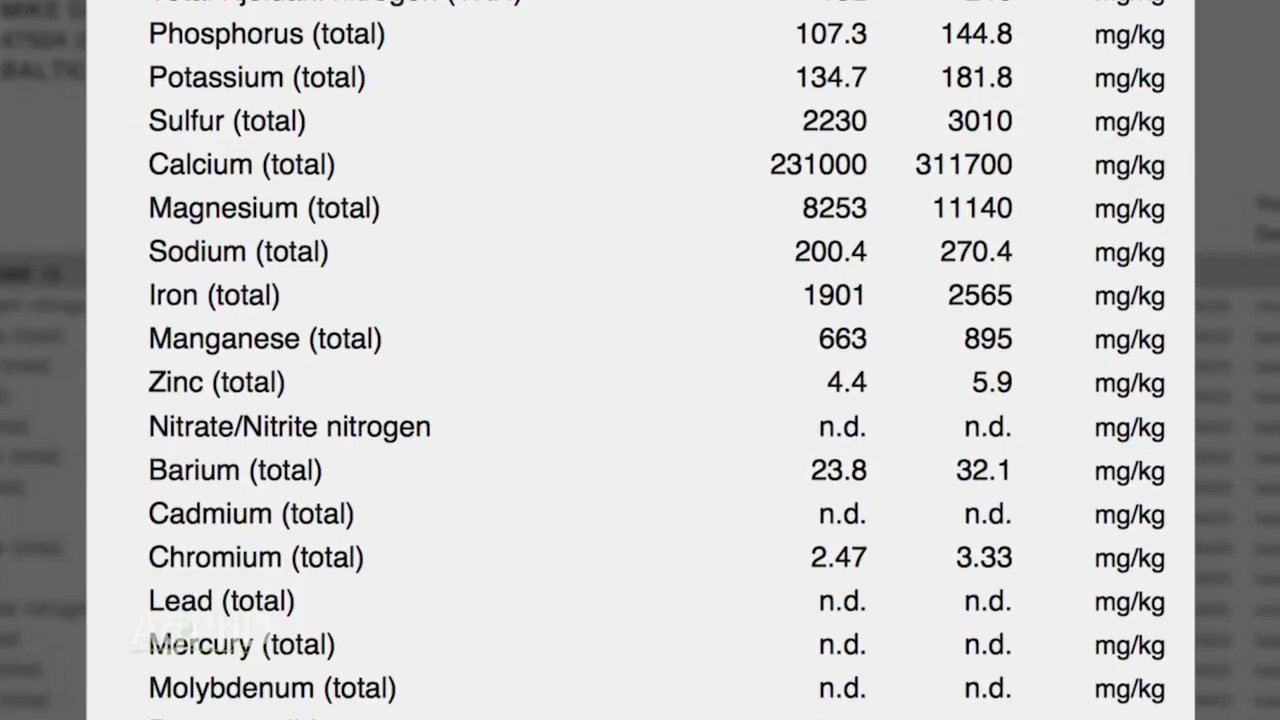 Phosphorus (total) 107.3 144.8 mg/kg
Potassium (total) 134.7 181.8 mg/kg
Sulfur (total) 2230 3010 mg/kg
Calcium (total) 231000 311700 mg/kg
Magnesium (total) 8253 11140 mg/kg
Sodium (total) 200.4 270.4 mg/kg
Iron (total) 1901 2565 mg/kg
Manganese (total) 663 895 mg/kg
Zinc (total) 4.4 5.9 mg/kg
Nitrate/Nitrite nitrogen n.d. n.d. mg/kg
Barium (total) 23.8 32.1 mg/kg
Cadmium (total) n.d. n.d. mg/kg
Chromium (total) 2.47 3.33 mg/kg
Lead (total) n.d. n.d. mg/kg
Mercury (total) n.d. n.d. mg/kg
Molybdenum (total) n.d. n.d. mg/kg